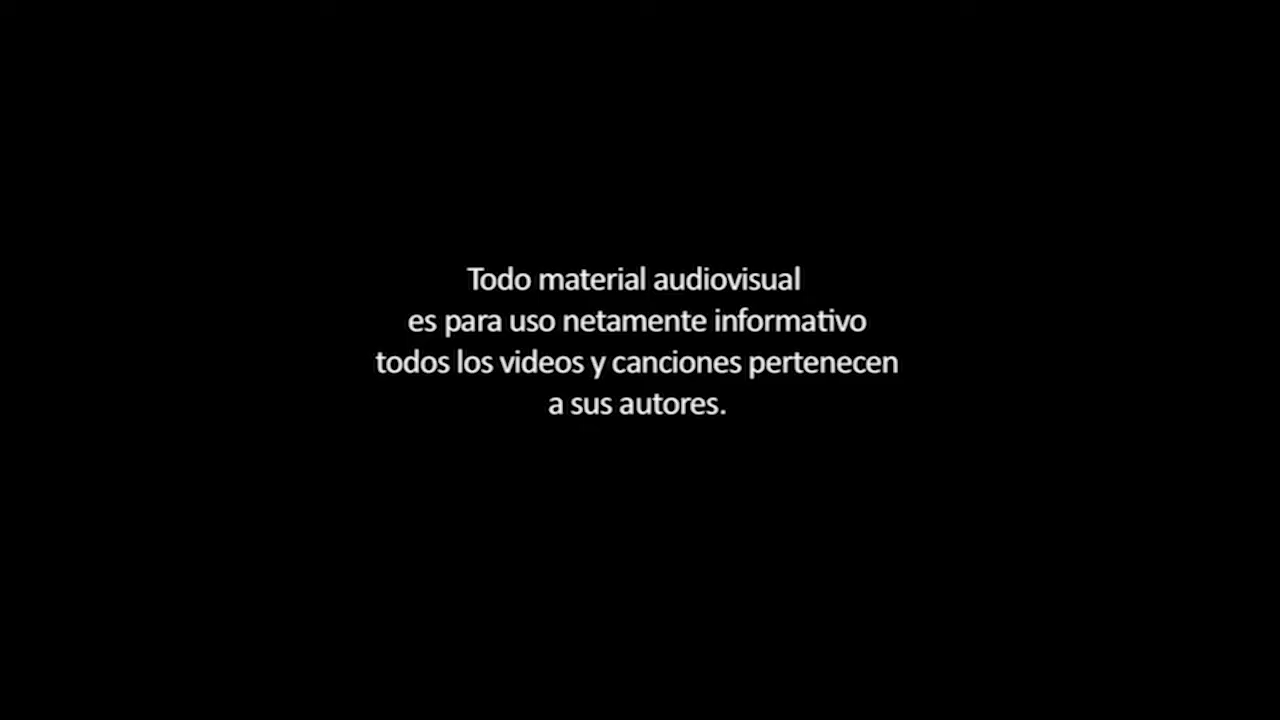 Todo material audiovisual
es para uso netamente informativo
todos los videos y canciones pertenecen
a sus autores.